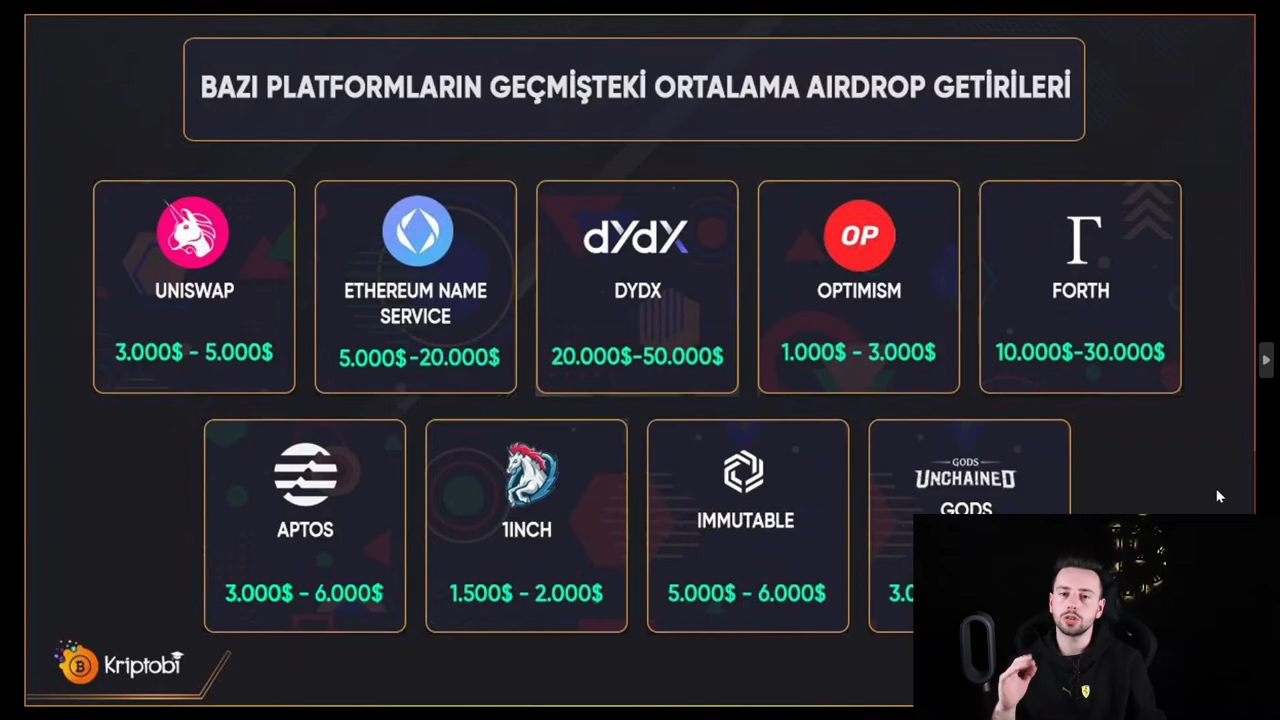 BAZI PLATFORMLARIN GEÇMİŞTEKİ ORTALAMA AIRDROP GETİRİLERİ
UNISWAP
3.000$ - 5.000$
ETHEREUM NAME
SERVICE
5.000$-20.000$
dYdX
DYDX
20.000$-50.000$
OP
OPTIMISM
1.000$ - 3.000$
Γ
FORTH
10.000$-30.000$
APTOS
3.000$ - 6.000$
1INCH
1.500$ - 2.000$
IMMUTABLE
5.000$ - 6.000$
GODS
UNCHAINED
GODS
Kriptobi